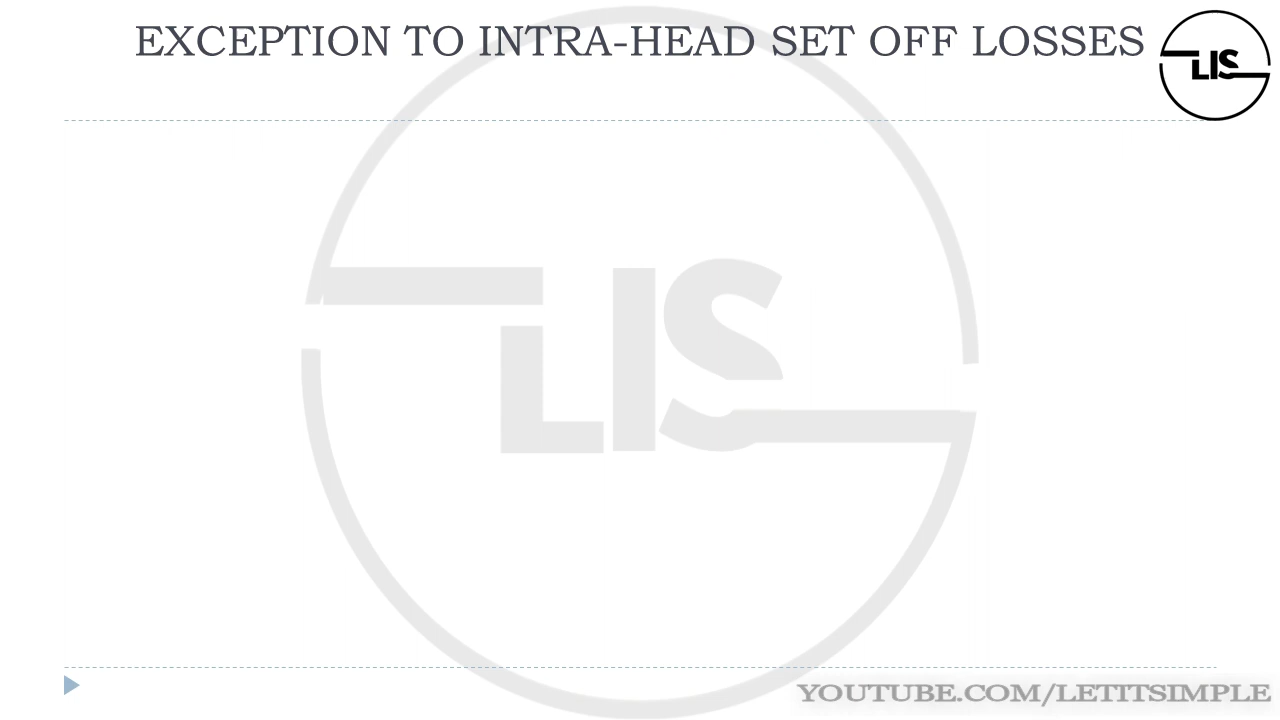 EXCEPTION TO INTRA-HEAD SET OFF LOSSES
LIS
LIS
YOUTUBE.COM/LETITSIMPLE